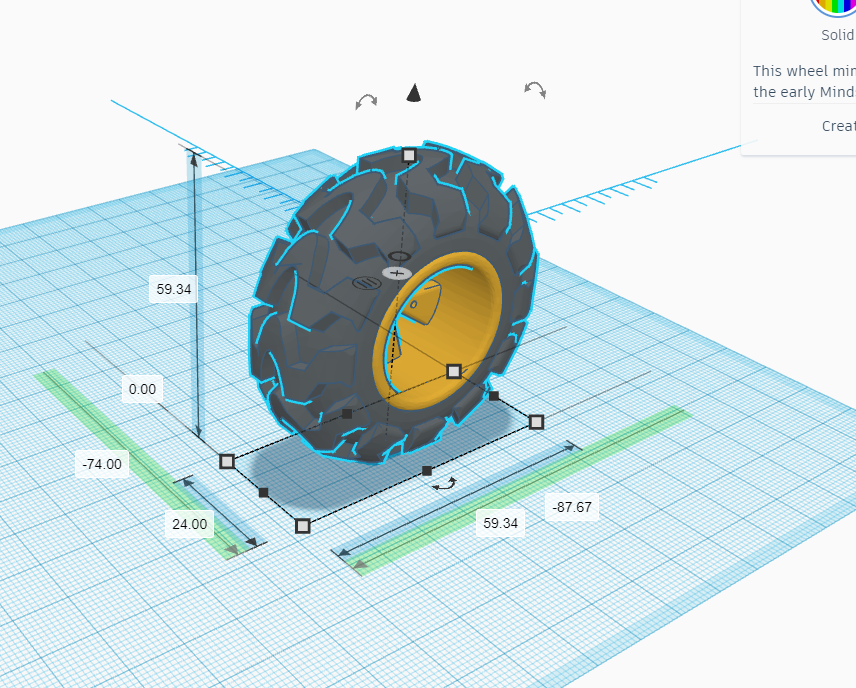 Solid
This wheel min
the early Minds
Creat
59.34
0.00
-74.00
24.00
59.34
-87.67